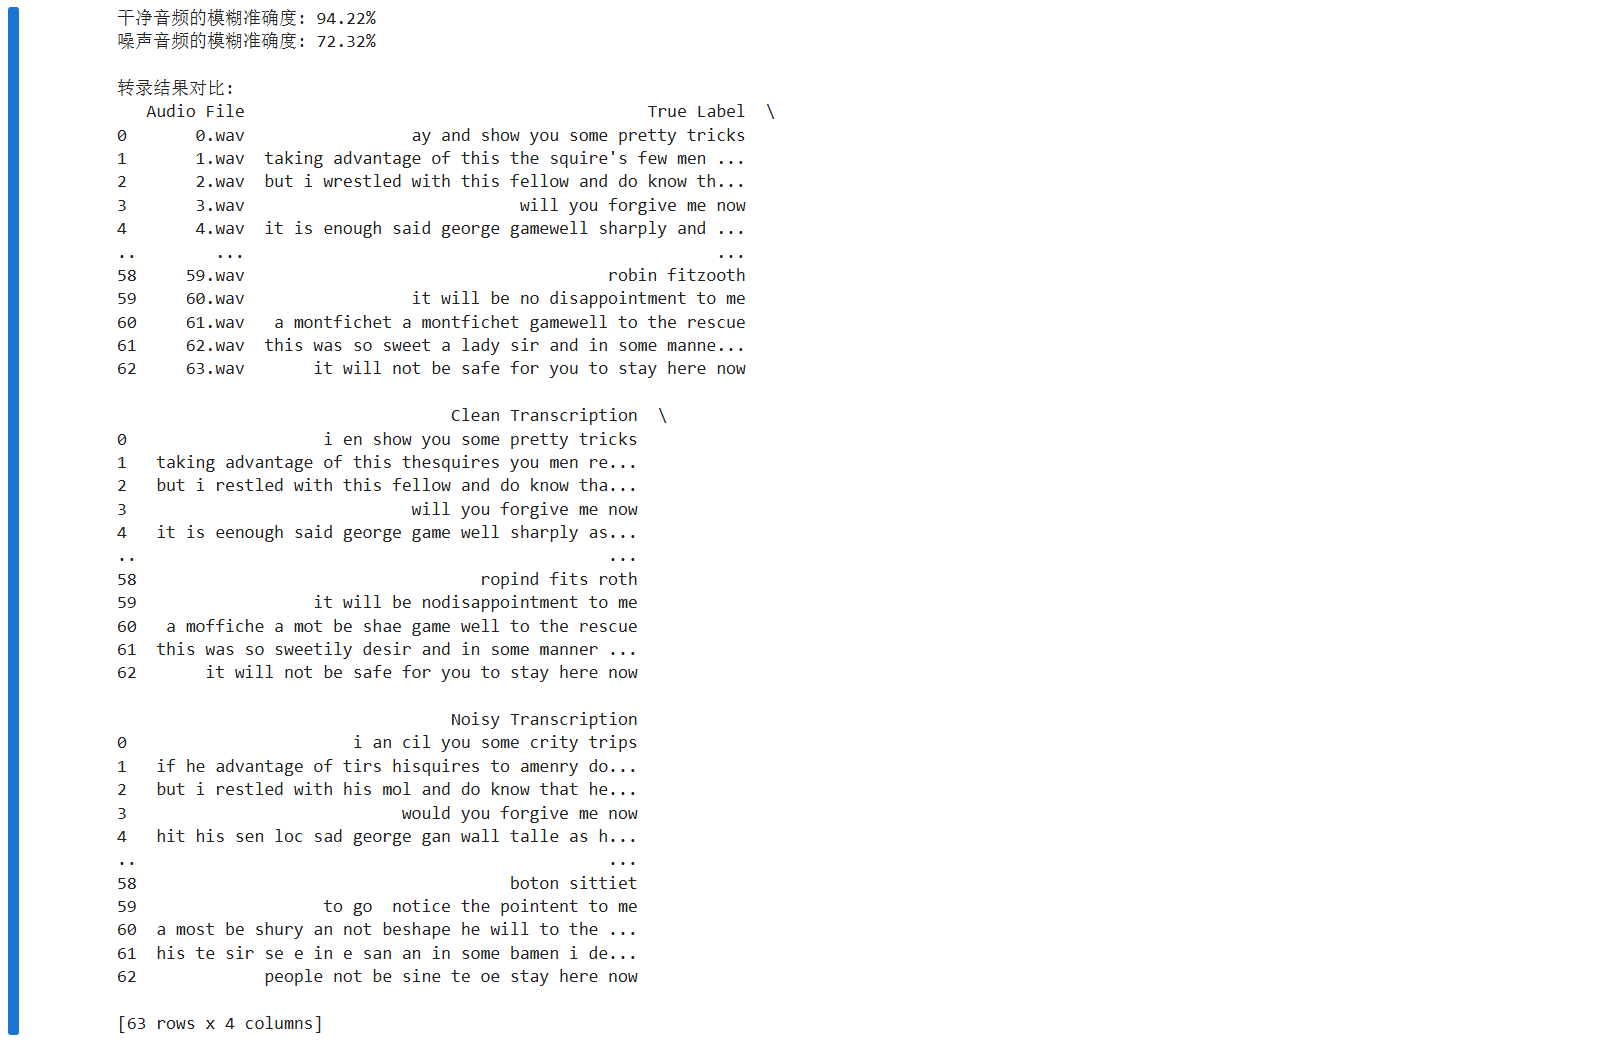 干净音频的模糊准确度: 94.22%
噪声音频的模糊准确度: 72.32%
转录结果对比:
Audio File True Label \
0 0.wav ay and show you some pretty tricks
1 1.wav taking advantage of this the squire's few men ...
2 2.wav but i wrestled with this fellow and do know th...
3 3.wav will you forgive me now
4 4.wav it is enough said george gamewell sharply and ...
.. ... ...
58 59.wav robin fitzooth
59 60.wav it will be no disappointment to me
60 61.wav a montfichet a montfichet gamewell to the rescue
61 62.wav this was so sweet a lady sir and in some manne...
62 63.wav it will not be safe for you to stay here now
Clean Transcription \
0 i en show you some pretty tricks
1 taking advantage of this thesquires you men re...
2 but i restled with this fellow and do know tha...
3 will you forgive me now
4 it is eenough said george game well sharply as...
.. ...
58 ropind fits roth
59 it will be nodisappointment to me
60 a moffiche a mot be shae game well to the rescue
61 this was so sweetily desir and in some manner ...
62 it will not be safe for you to stay here now
Noisy Transcription
0 i an cil you some crity trips
1 if he advantage of tirs hisquires to amenry do...
2 but i restled with his mol and do know that he...
3 would you forgive me now
4 hit his sen loc sad george gan wall talle as h...
.. ...
58 boton sittiet
59 to go  notice the pointent to me
60 a most be shury an not beshape he will to the ...
61 his te sir se e in e san an in some bamen i de...
62 people not be sine te oe stay here now
[63 rows x 4 columns]